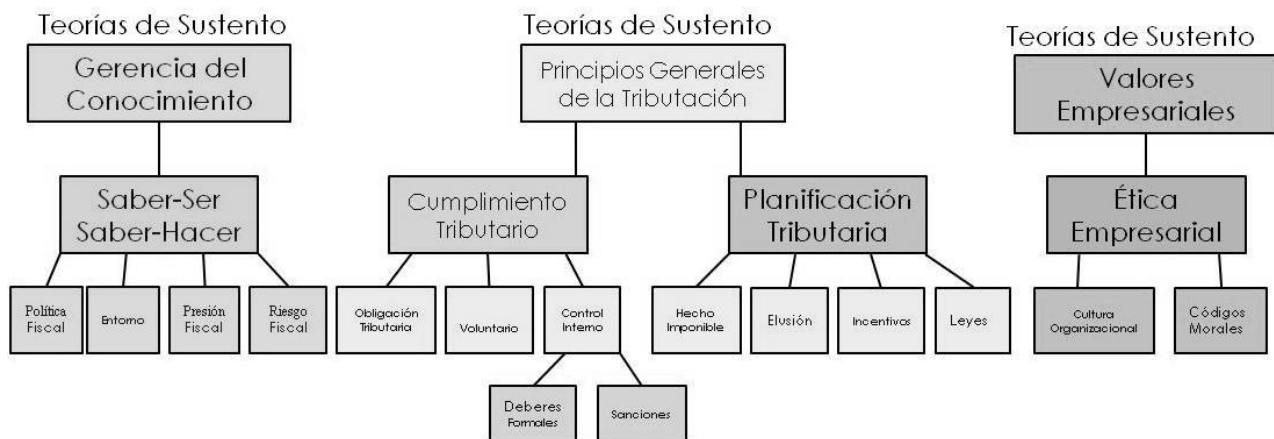 Teorías de Sustento
Gerencia del
Conocimiento
Saber-Ser
Saber-Hacer
Política
Fiscal
Entorno
Presión
Fiscal
Riesgo
Fiscal
Teorías de Sustento
Principios Generales
de la Tributación
Cumplimiento
Tributario
Obligación
Tributaria
Voluntario
Control
Interno
Deberes
Formales
Sanciones
Planificación
Tributaria
Hecho
Imponible
Elusión
Incentivos
Leyes
Teorías de Sustento
Valores
Empresariales
Ética
Empresarial
Cultura
Organizacional
Códigos
Morales